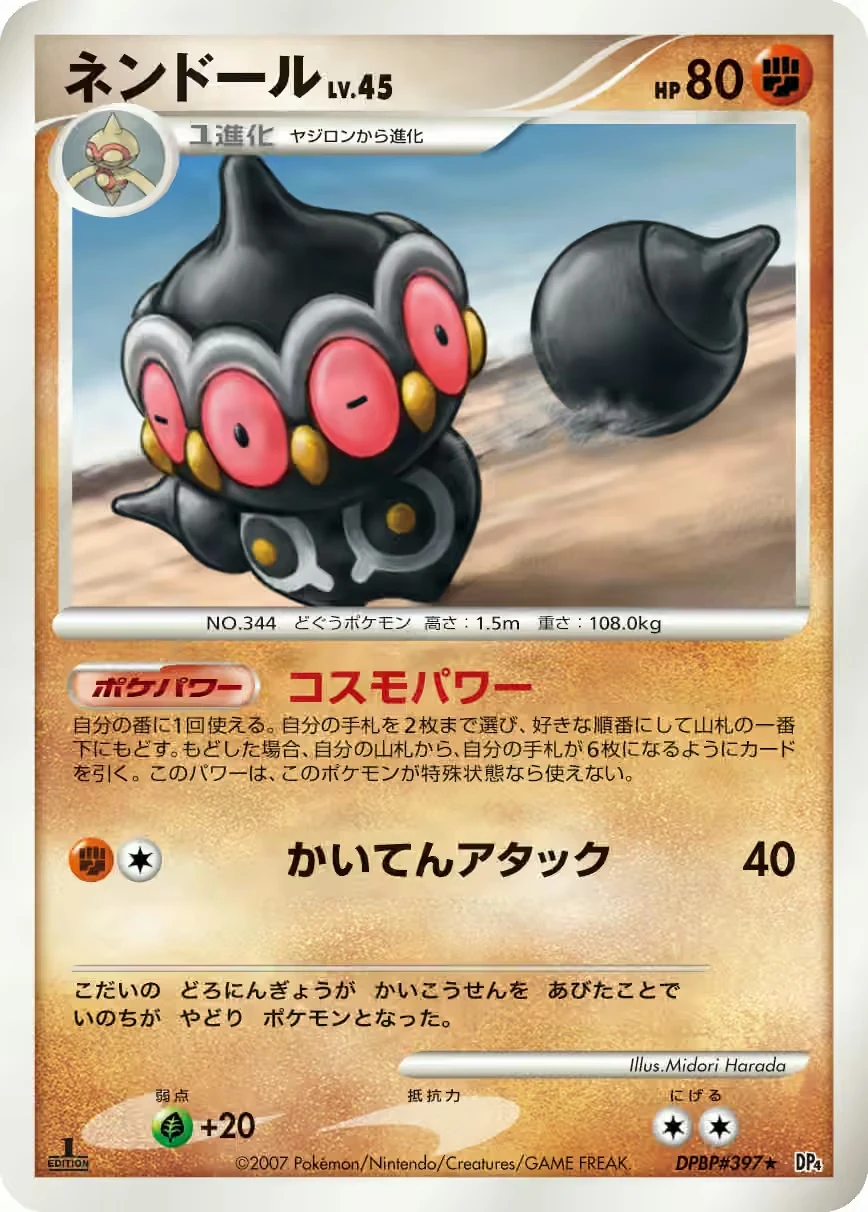 ネンドール LV.45
HP 80
1進化 ヤジロンから進化
NO.344 どぐうポケモン 高さ：1.5m 重さ：108.0kg
ポケパワー コスモパワー
自分の番に1回使える。自分の手札を2枚まで選び、好きな順番にして山札の一番
下にもどす。もどした場合、自分の山札から、自分の手札が6枚になるようにカード
を引く。このパワーは、このポケモンが特殊状態なら使えない。
かいてんアタック 40
こだいの どろにんぎょうが かいこうせんを あびたことで
いのちが やどり ポケモンとなった。
Illus.Midori Harada
弱点 抵抗力 にげる
+20
1 EDITION ©2007 Pokémon/Nintendo/Creatures/GAME FREAK. DPBP#397★ DP4